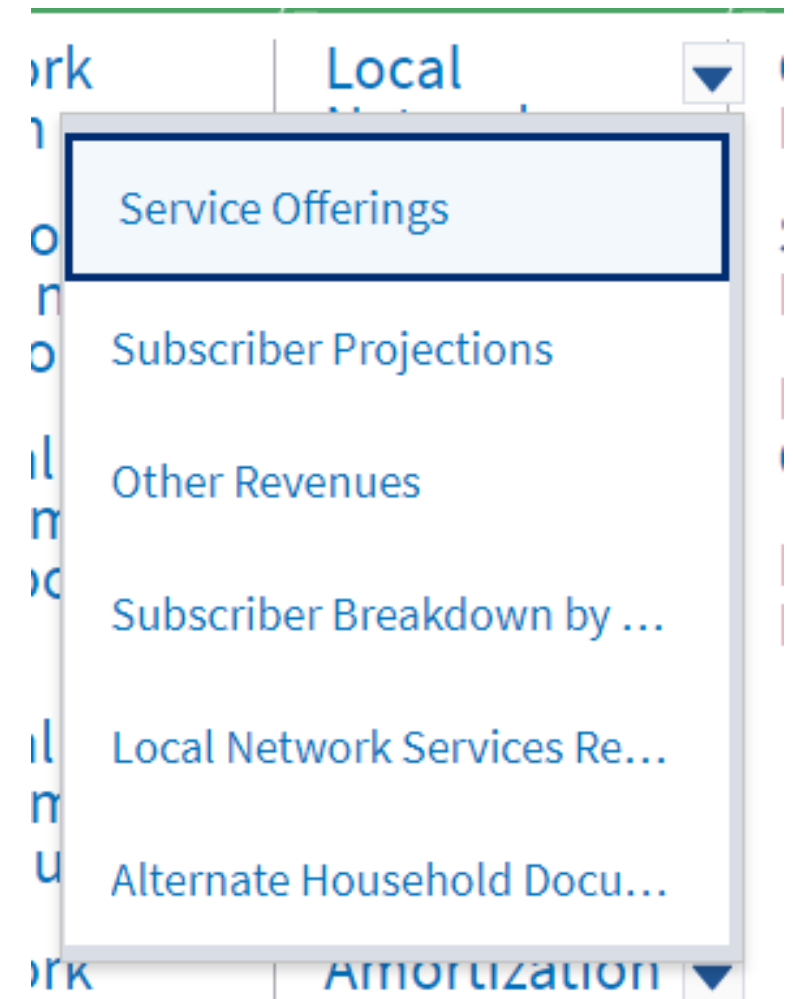 Local
Service Offerings
Subscriber Projections
Other Revenues
Subscriber Breakdown by ...
Local Network Services Re...
Alternate Household Docu...
Amortization